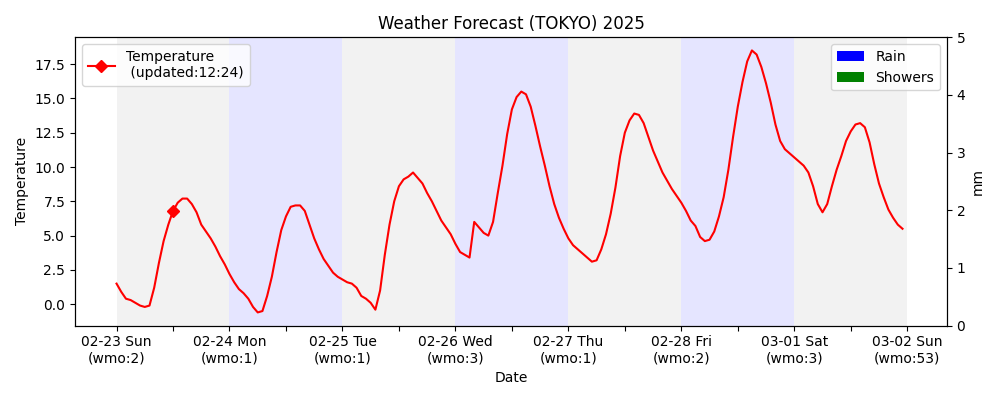 Weather Forecast (TOKYO) 2025
Temperature
(updated:12:24)
Rain
Showers
Temperature
17.5
15.0
12.5
10.0
7.5
5.0
2.5
0.0
5
4
3
2
1
0
mm
02-23 Sun
(wmo:2)
02-24 Mon
(wmo:1)
02-25 Tue
(wmo:1)
02-26 Wed
(wmo:3)
02-27 Thu
(wmo:1)
02-28 Fri
(wmo:2)
03-01 Sat
(wmo:3)
03-02 Sun
(wmo:53)
Date